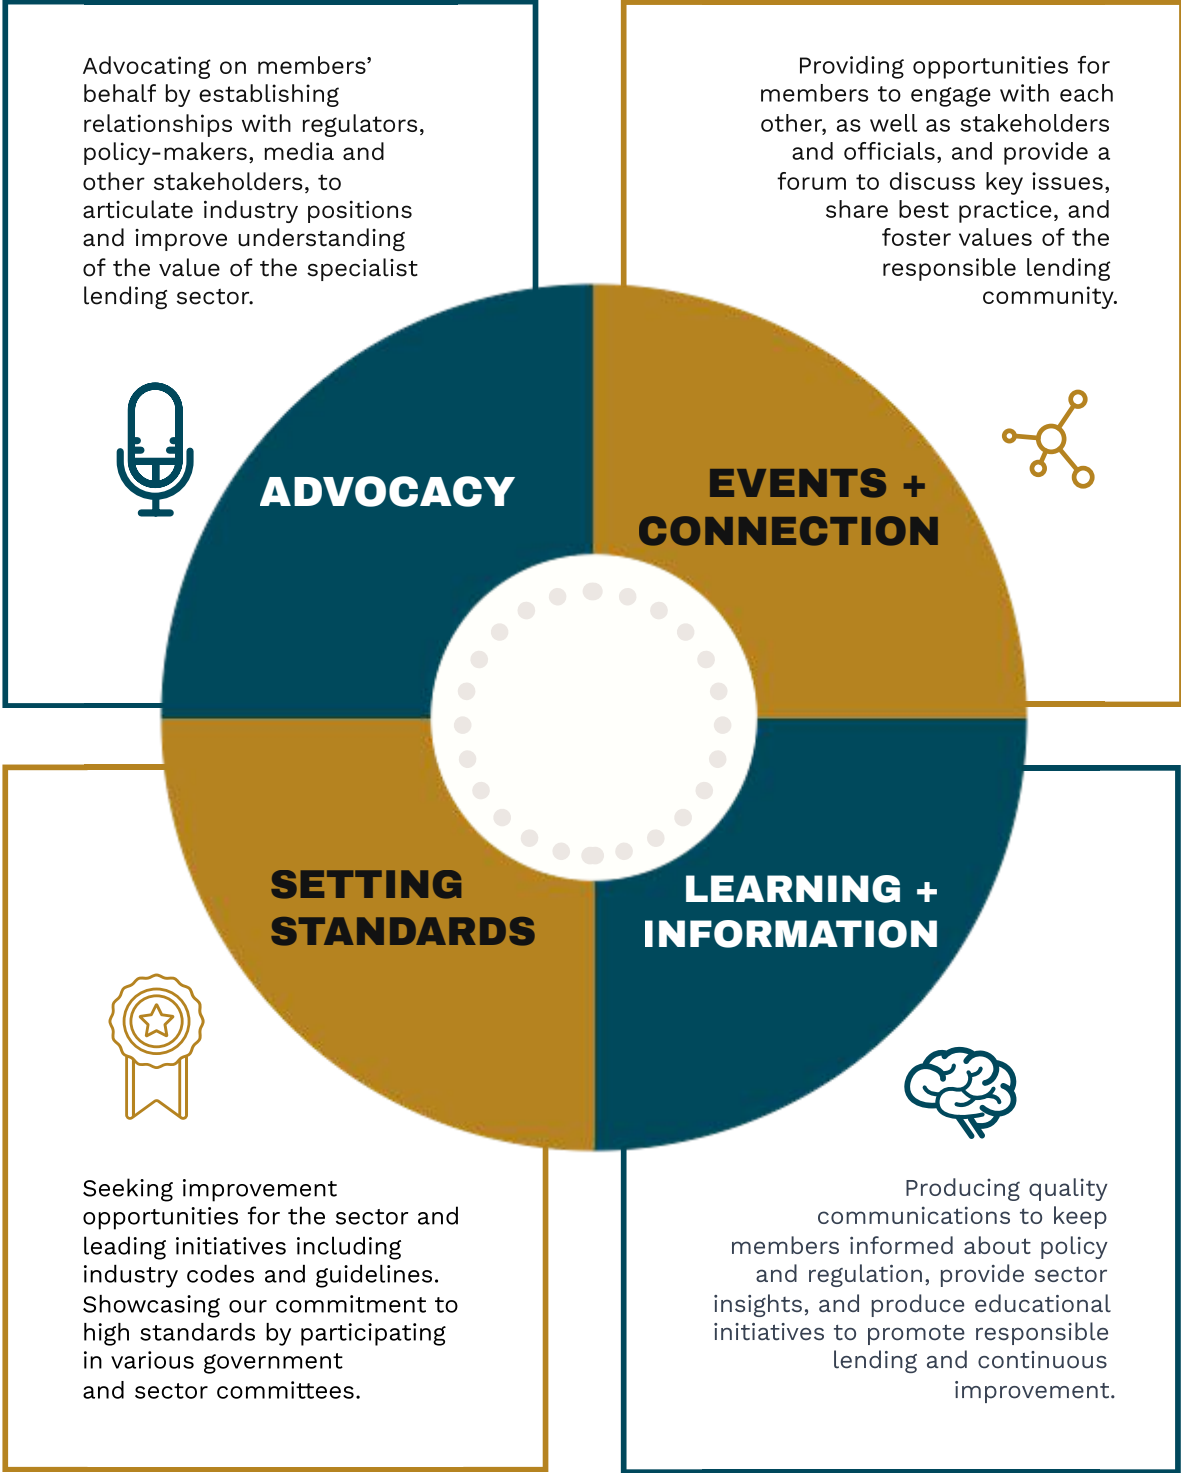 Advocating on members’
behalf by establishing
relationships with regulators,
policy-makers, media and
other stakeholders, to
articulate industry positions
and improve understanding
of the value of the specialist
lending sector.
Providing opportunities for
members to engage with each
other, as well as stakeholders
and officials, and provide a
forum to discuss key issues,
share best practice, and
foster values of the
responsible lending
community.
ADVOCACY
EVENTS +
CONNECTION
SETTING
STANDARDS
LEARNING +
INFORMATION
Seeking improvement
opportunities for the sector and
leading initiatives including
industry codes and guidelines.
Showcasing our commitment to
high standards by participating
in various government
and sector committees.
Producing quality
communications to keep
members informed about policy
and regulation, provide sector
insights, and produce educational
initiatives to promote responsible
lending and continuous
improvement.